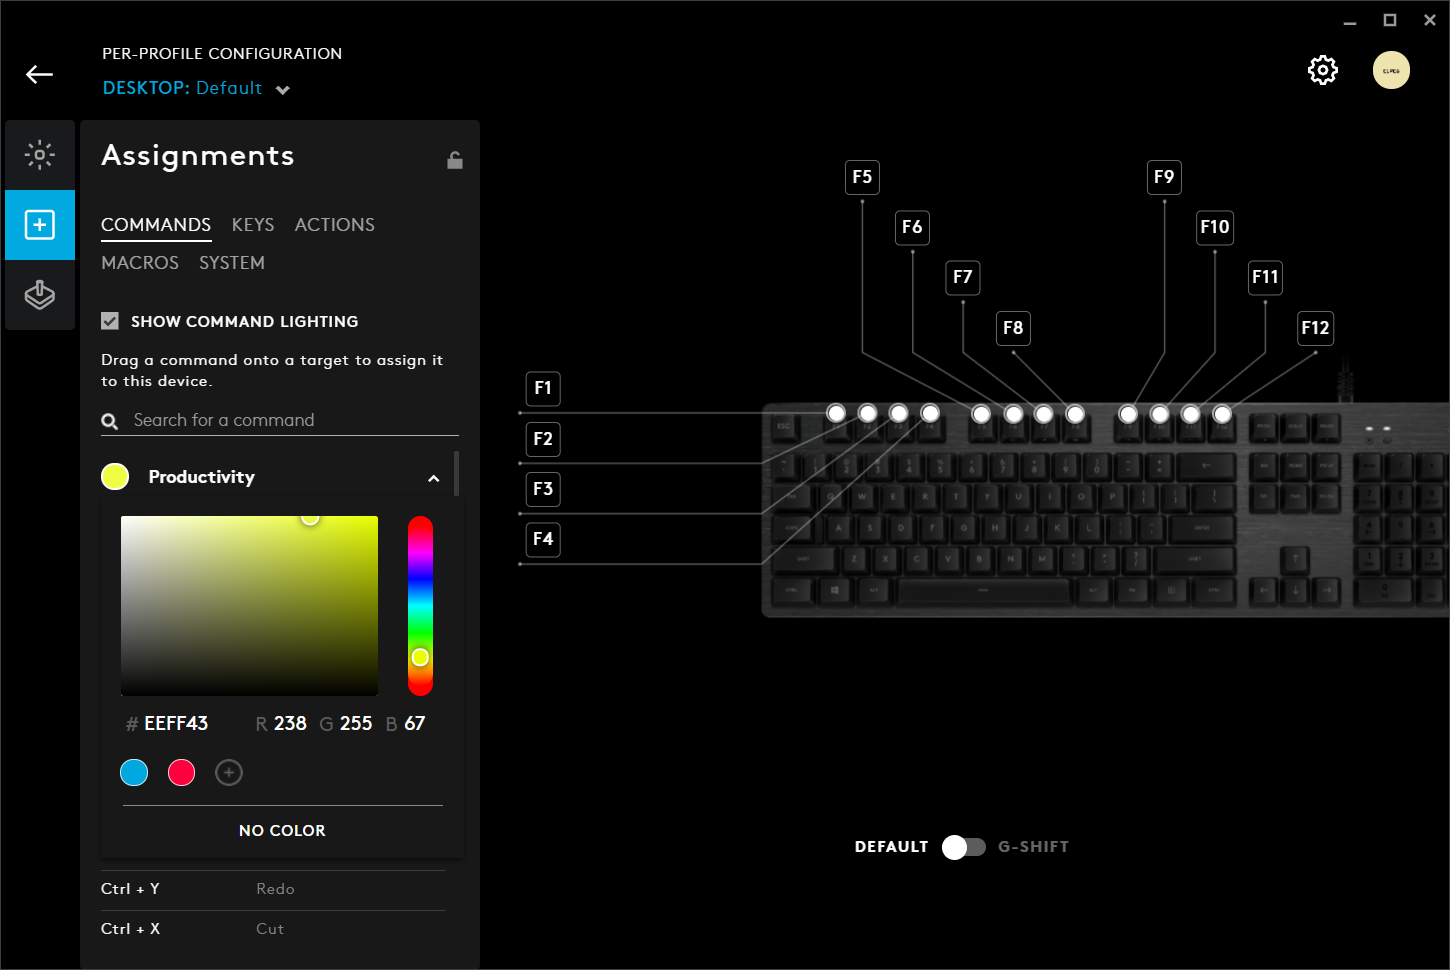 PER-PROFILE CONFIGURATION
DESKTOP: Default
Assignments
COMMANDS KEYS ACTIONS
MACROS SYSTEM
SHOW COMMAND LIGHTING
Drag a command onto a target to assign it
to this device.
Search for a command
Productivity
# EEFF43 R 238 G 255 B 67
NO COLOR
Ctrl + Y Redo
Ctrl + X Cut
F5
F9
F6
F10
F7
F11
F8
F12
F1
F2
F3
F4
ESC
Q W E R T Y U I O P
A S D F G H J K L
Z X C V B N M
DEFAULT G-SHIFT